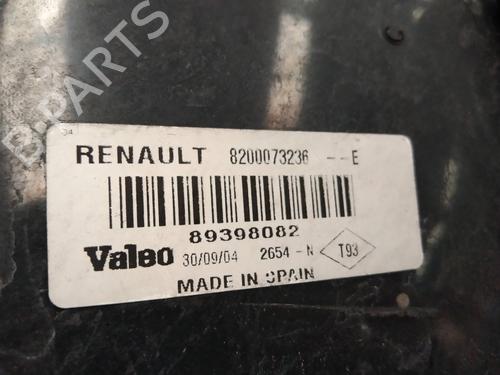 34
RENAULT 8200073236 --E
89398082
Valeo 30/09/04 2654-N T93
MADE IN SPAIN
B-PARTS